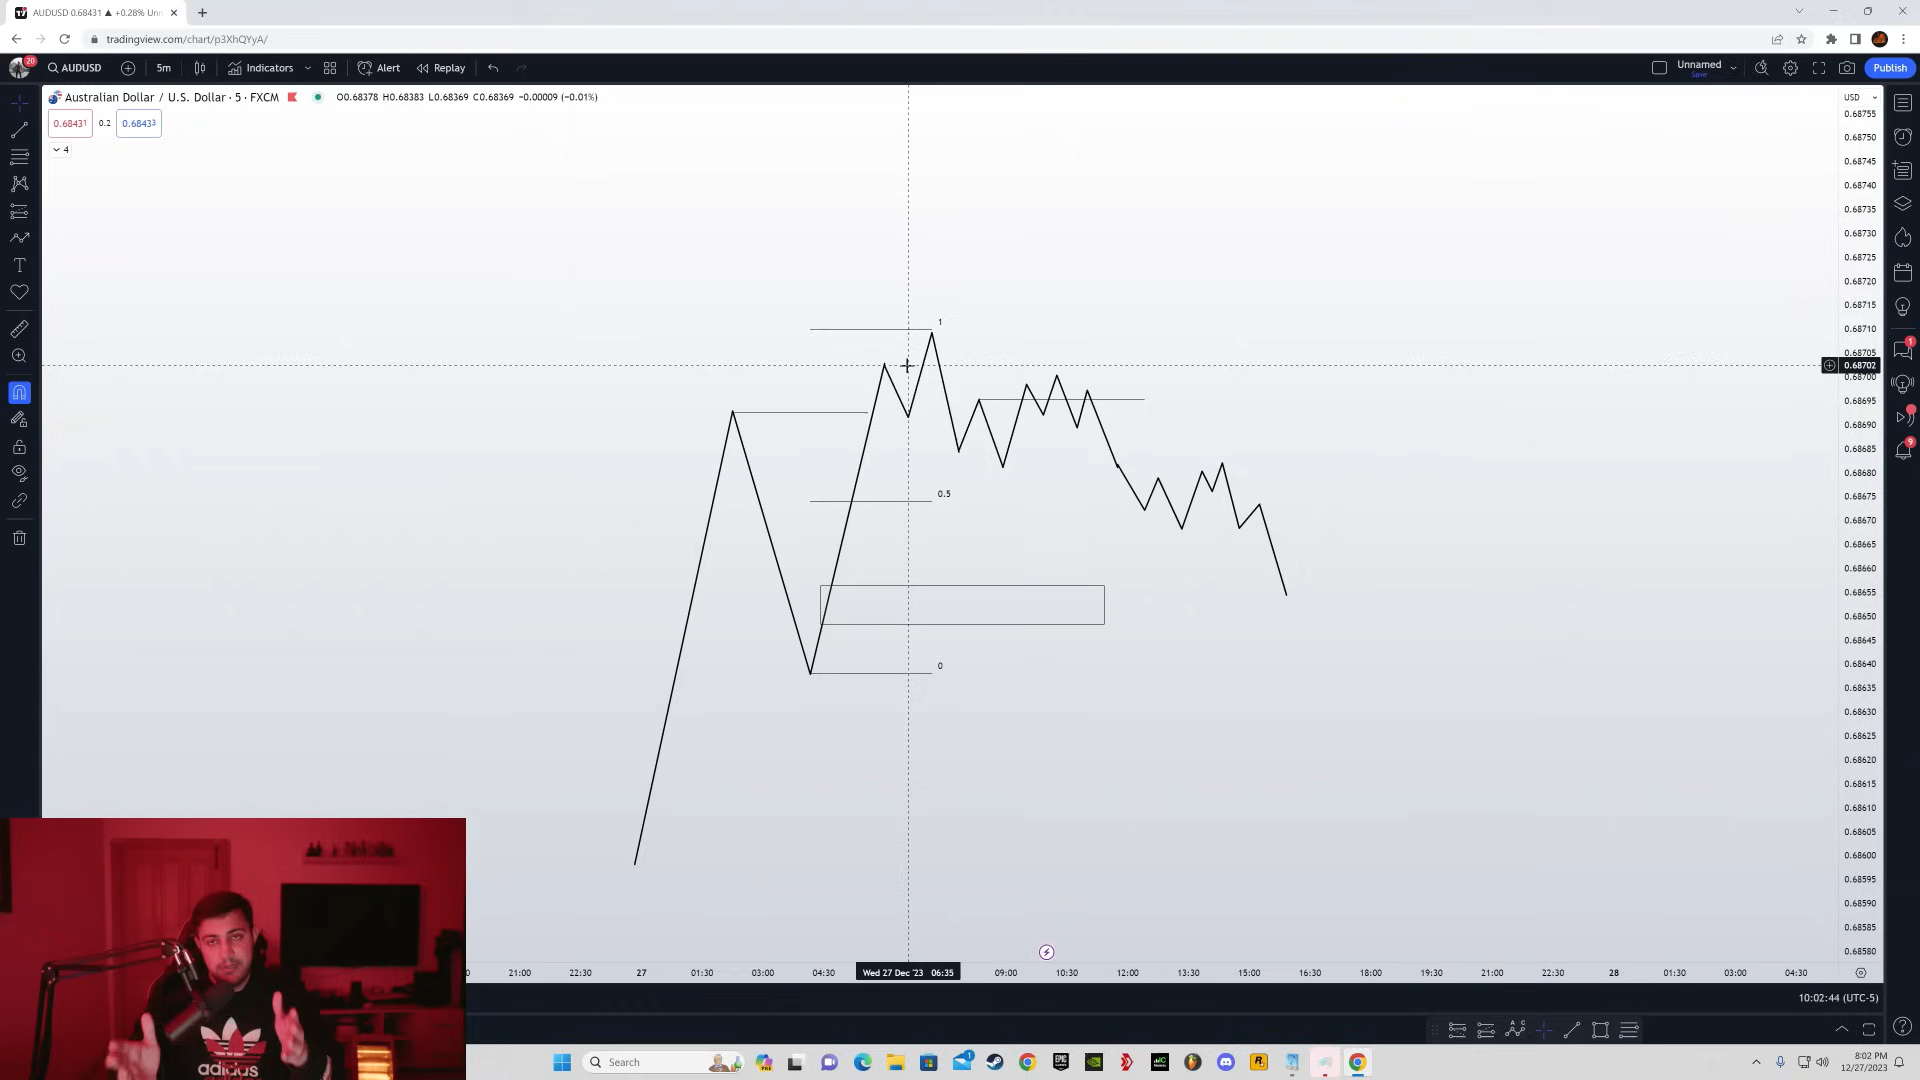 AUDUSD 0.68431 ▲ +0.28% Unn
tradingview.com/chart/p3XhQYyA/
20
AUDUSD
5m
Indicators
Alert
Replay
Unnamed
Save
Publish
Australian Dollar / U.S. Dollar · 5 · FXCM
O0.68378 H0.68383 L0.68369 C0.68369 −0.00009 (−0.01%)
USD
0.68431
0.2
0.68433
4
0.68755
0.68750
0.68745
0.68740
0.68735
0.68730
0.68725
0.68720
0.68715
0.68710
0.68705
0.68702
0.68700
0.68695
0.68690
0.68685
0.68680
0.68675
0.68670
0.68665
0.68660
0.68655
0.68650
0.68645
0.68640
0.68635
0.68630
0.68625
0.68620
0.68615
0.68610
0.68605
0.68600
0.68595
0.68590
0.68585
0.68580
1
0.5
0
1
9
adidas
0 21:00 22:30 27 01:30 03:00 04:30 Wed 27 Dec '23 06:35 09:00 10:30 12:00 13:30 15:00 16:30 18:00 19:30 21:00 22:30 28 01:30 03:00 04:30
10:02:44 (UTC-5)
Search
8:02 PM
12/27/2023